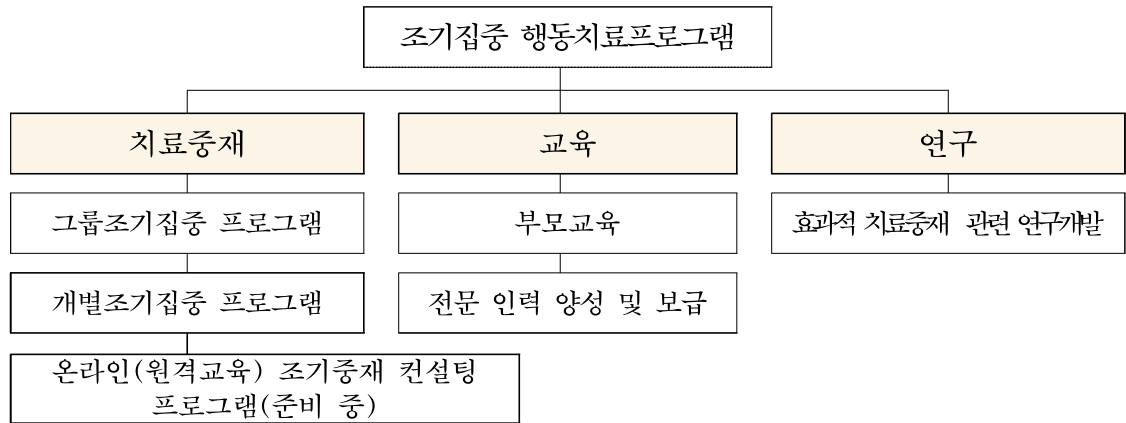 조기집중 행동치료프로그램
치료중재
교육
연구
그룹조기집중 프로그램
부모교육
효과적 치료중재 관련 연구개발
개별조기집중 프로그램
전문 인력 양성 및 보급
온라인(원격교육) 조기중재 컨설팅
프로그램(준비 중)